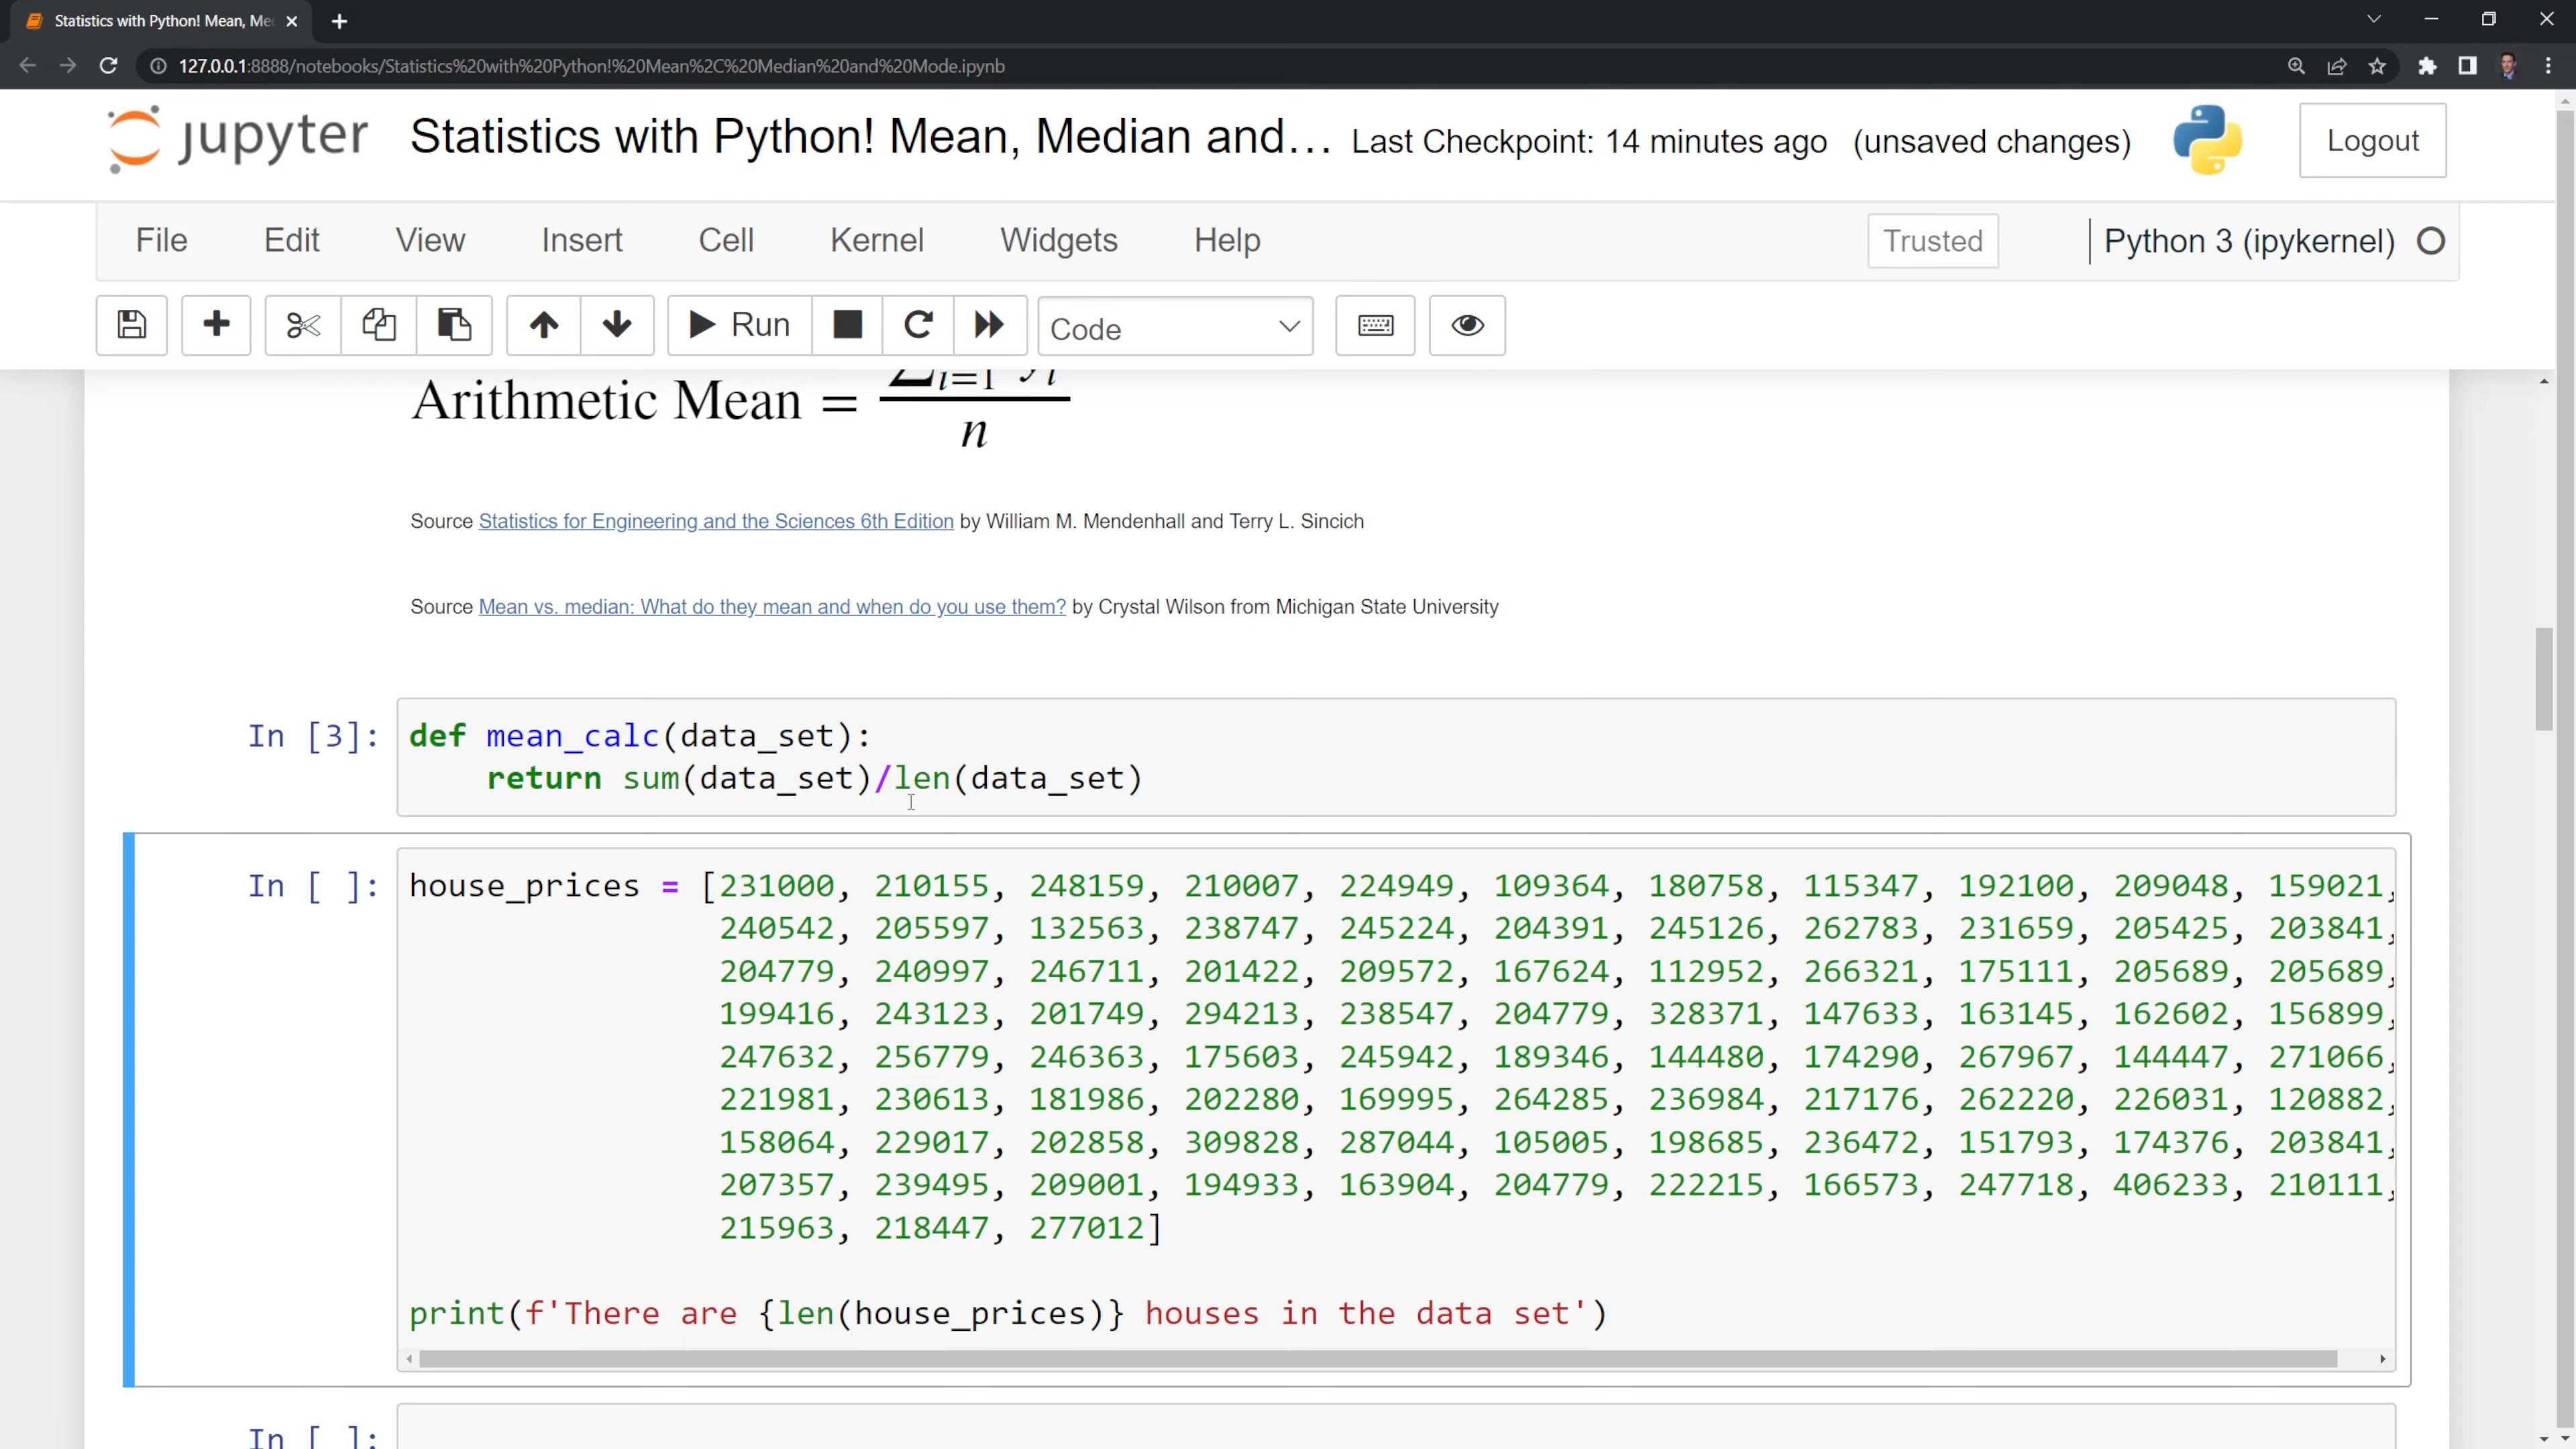 Statistics with Python! Mean, Me
127.0.0.1:8888/notebooks/Statistics%20with%20Python!%20Mean%2C%20Median%20and%20Mode.ipynb
jupyter Statistics with Python! Mean, Median and... Last Checkpoint: 14 minutes ago (unsaved changes) Logout
File Edit View Insert Cell Kernel Widgets Help Trusted Python 3 (ipykernel)
Run Code
Arithmetic Mean = i=1 / n
Source Statistics for Engineering and the Sciences 6th Edition by William M. Mendenhall and Terry L. Sincich
Source Mean vs. median: What do they mean and when do you use them? by Crystal Wilson from Michigan State University
In [3]: def mean_calc(data_set):
return sum(data_set)/len(data_set)
In [ ]: house_prices = [231000, 210155, 248159, 210007, 224949, 109364, 180758, 115347, 192100, 209048, 159021,
240542, 205597, 132563, 238747, 245224, 204391, 245126, 262783, 231659, 205425, 203841,
204779, 240997, 246711, 201422, 209572, 167624, 112952, 266321, 175111, 205689, 205689,
199416, 243123, 201749, 294213, 238547, 204779, 328371, 147633, 163145, 162602, 156899,
247632, 256779, 246363, 175603, 245942, 189346, 144480, 174290, 267967, 144447, 271066,
221981, 230613, 181986, 202280, 169995, 264285, 236984, 217176, 262220, 226031, 120882,
158064, 229017, 202858, 309828, 287044, 105005, 198685, 236472, 151793, 174376, 203841,
207357, 239495, 209001, 194933, 163904, 204779, 222215, 166573, 247718, 406233, 210111,
215963, 218447, 277012]
print(f'There are {len(house_prices)} houses in the data set')
In [ ]: